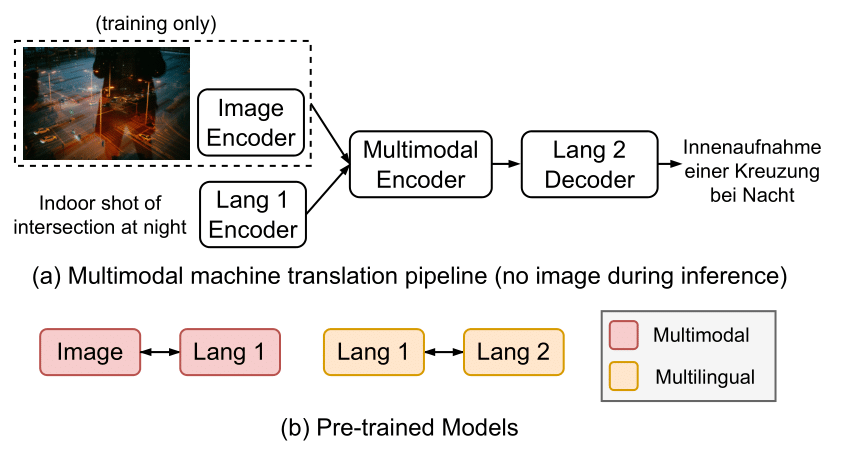 (training only)
Image
Encoder
Indoor shot of
intersection at night
Lang 1
Encoder
Multimodal
Encoder
Lang 2
Decoder
Innenaufnahme
einer Kreuzung
bei Nacht
(a) Multimodal machine translation pipeline (no image during inference)
Image
Lang 1
Lang 1
Lang 2
Multimodal
Multilingual
(b) Pre-trained Models